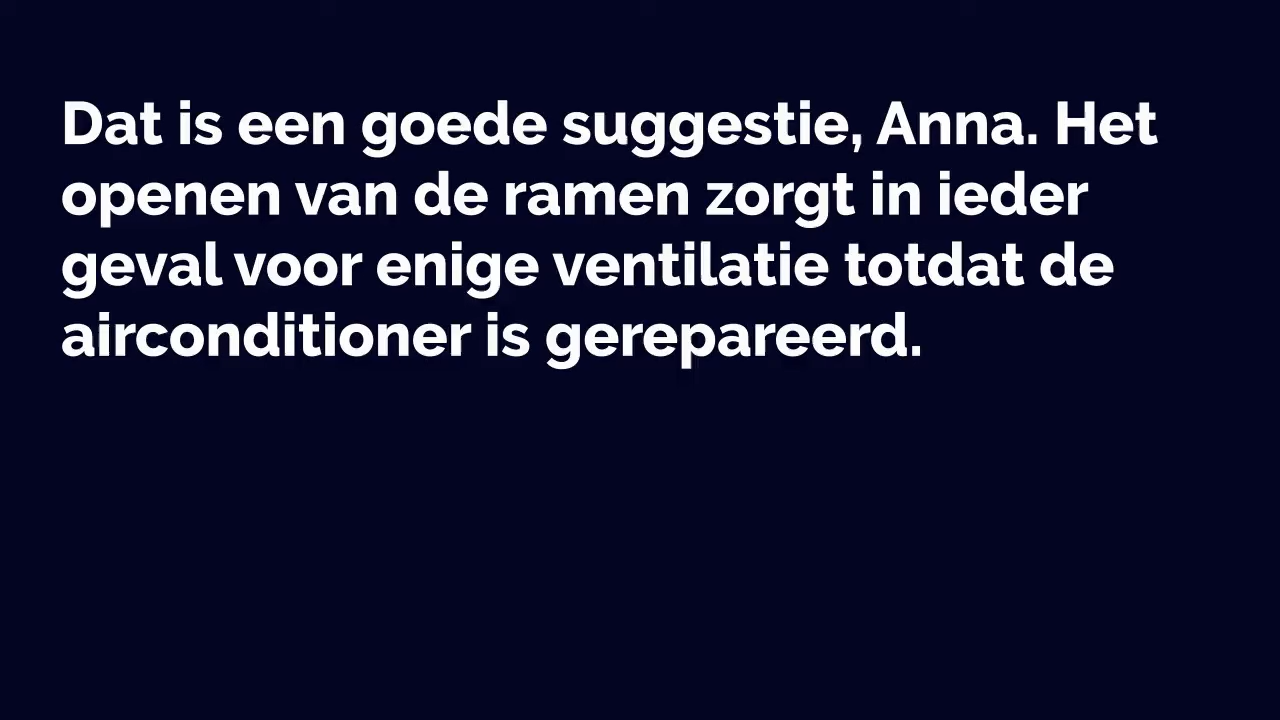 Dat is een goede suggestie, Anna. Het
openen van de ramen zorgt in ieder
geval voor enige ventilatie totdat de
airconditioner is gerepareerd.